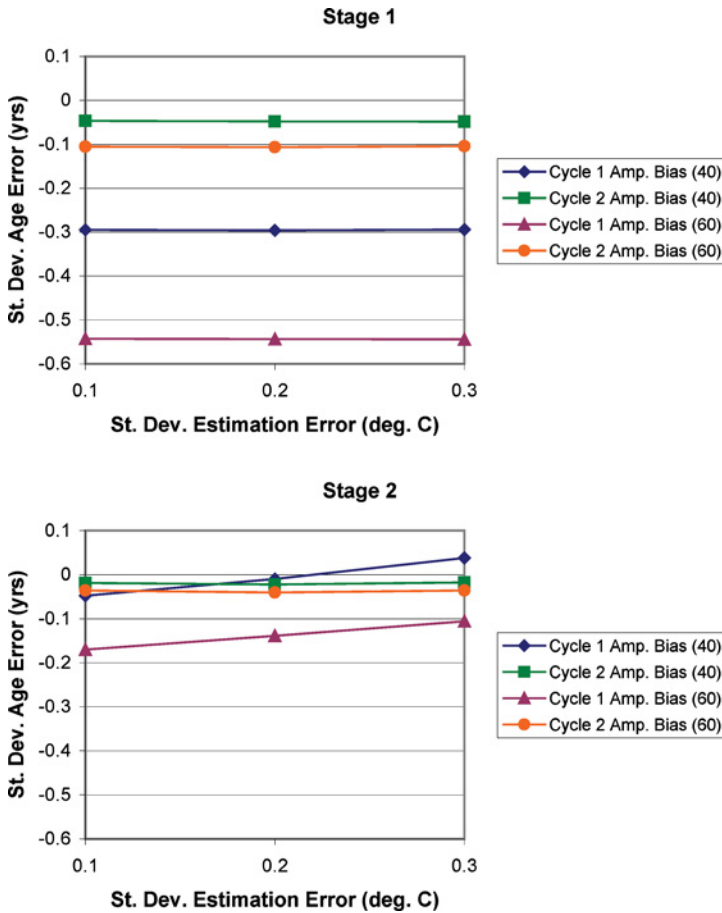 Stage 1
St. Dev. Age Error (yrs)
0.1
0
-0.1
-0.2
-0.3
-0.4
-0.5
-0.6
0.1
0.2
0.3
St. Dev. Estimation Error (deg. C)
Cycle 1 Amp. Bias (40)
Cycle 2 Amp. Bias (40)
Cycle 1 Amp. Bias (60)
Cycle 2 Amp. Bias (60)
Stage 2
St. Dev. Age Error (yrs)
0.1
0
-0.1
-0.2
-0.3
-0.4
-0.5
-0.6
0.1
0.2
0.3
St. Dev. Estimation Error (deg. C)
Cycle 1 Amp. Bias (40)
Cycle 2 Amp. Bias (40)
Cycle 1 Amp. Bias (60)
Cycle 2 Amp. Bias (60)